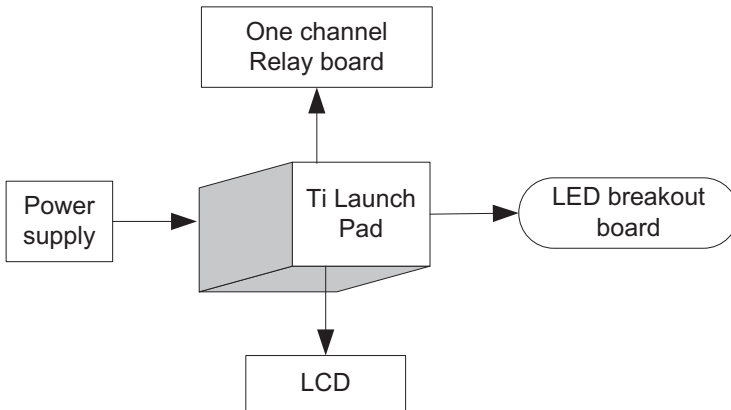 One channel
Relay board
Power
supply
Ti Launch
Pad
LED breakout
board
LCD